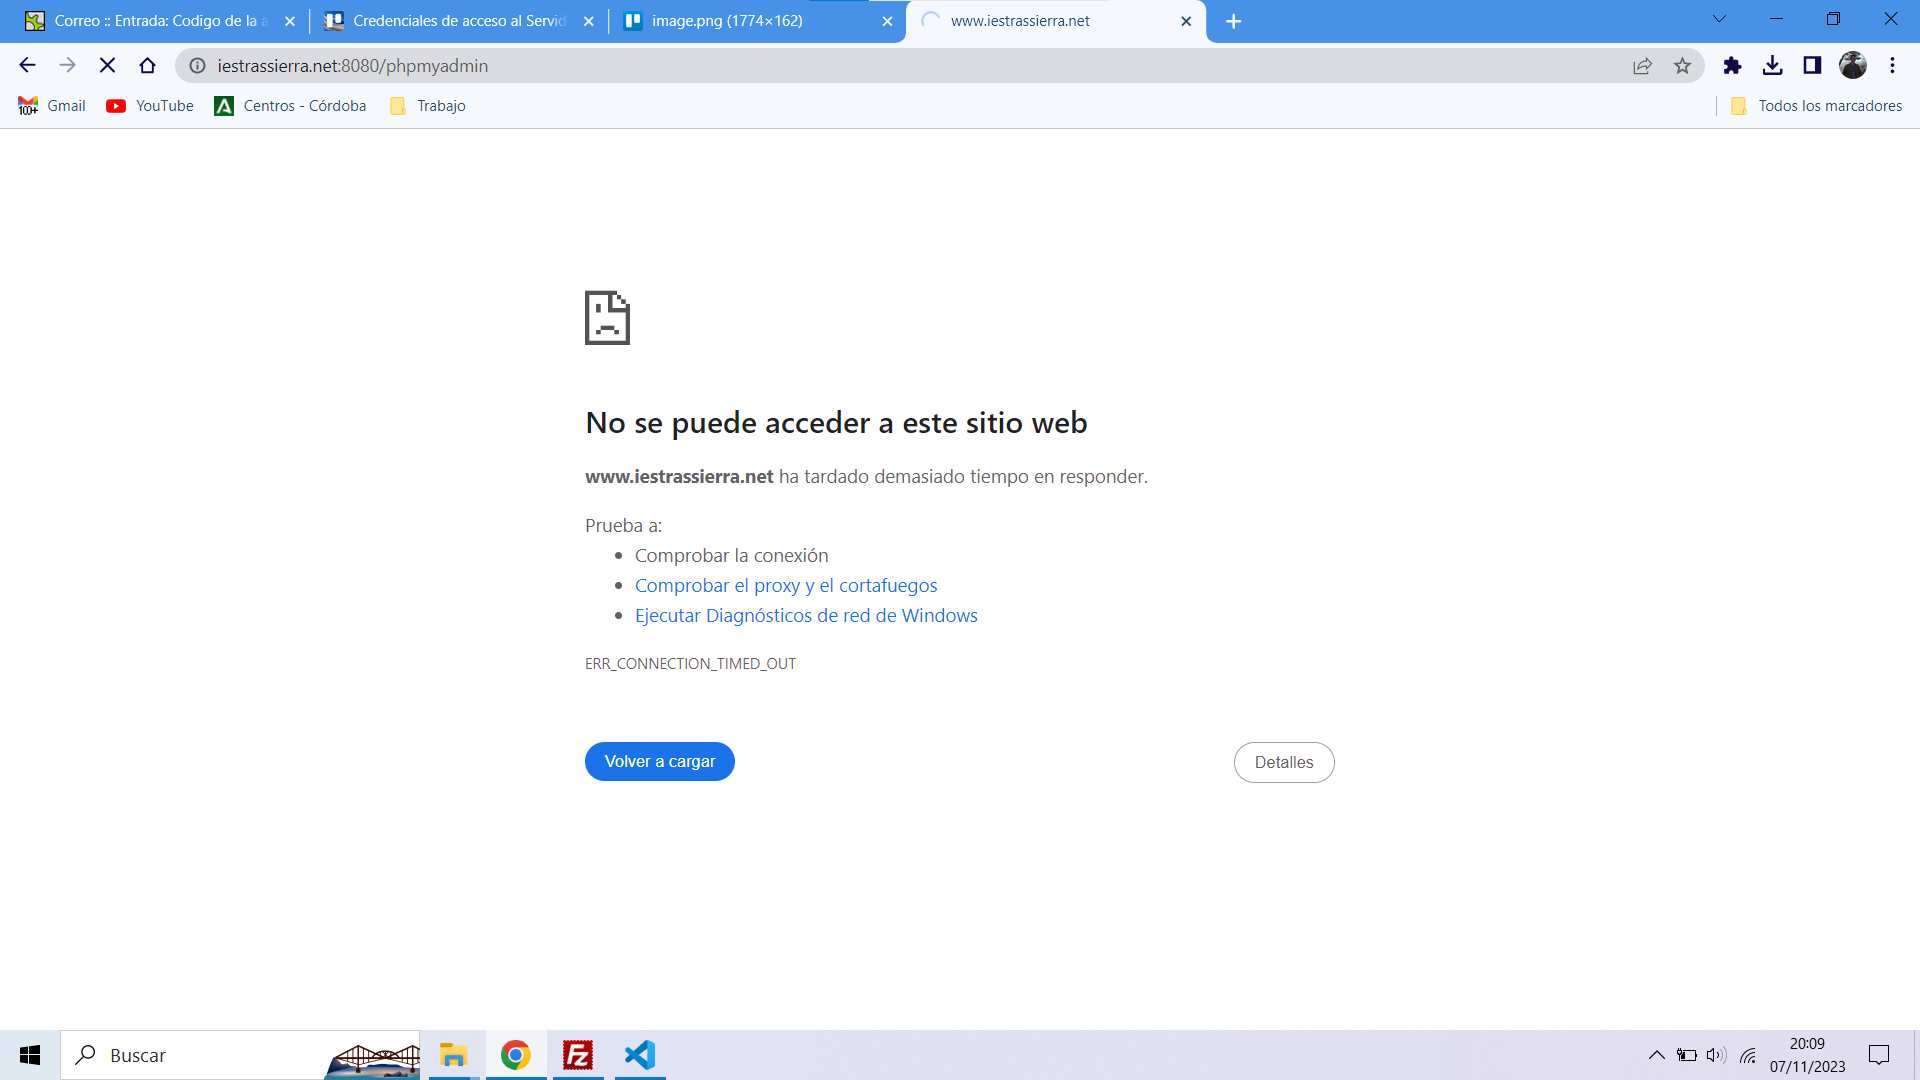 Correo :: Entrada: Codigo de la a
Credenciales de acceso al Servid
image.png (1774×162)
www.iestrassierra.net
iestrassierra.net:8080/phpmyadmin
100+
Gmail
YouTube
Centros - Córdoba
Trabajo
Todos los marcadores
No se puede acceder a este sitio web
www.iestrassierra.net ha tardado demasiado tiempo en responder.
Prueba a:
Comprobar la conexión
Comprobar el proxy y el cortafuegos
Ejecutar Diagnósticos de red de Windows
ERR_CONNECTION_TIMED_OUT
Volver a cargar
Detalles
Buscar
Fz
20:09
07/11/2023